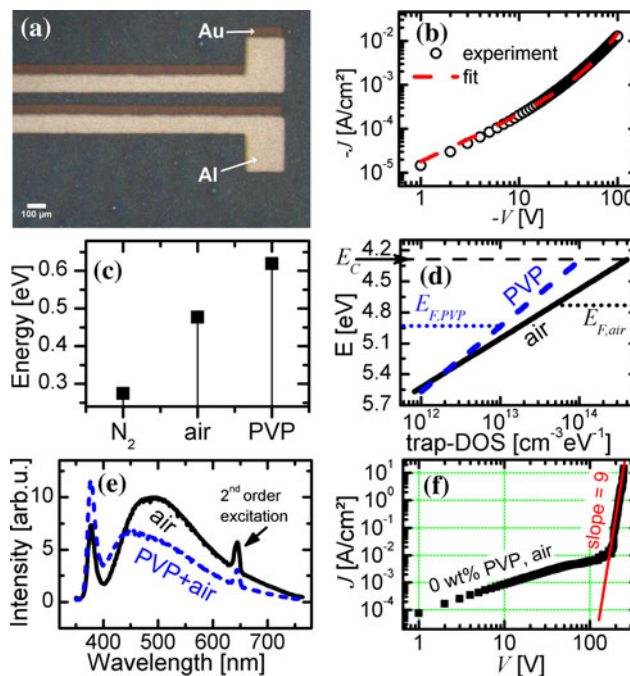 (a)
Au
Al
100 μm
(b)
-J [A/cm²]
10⁻²
10⁻³
10⁻⁴
10⁻⁵
experiment
fit
1
10
100
-V [V]
(c)
Energy [eV]
0.6
0.5
0.4
0.3
N₂
air
PVP
(d)
E_C
E [eV]
4.2
4.5
4.8
5.1
5.4
5.7
PVP
E_F,PVP
air
E_F,air
10¹²
10¹³
10¹⁴
trap-DOS [cm⁻³eV⁻¹]
(e)
Intensity [arb.u.]
10
5
0
air
2nd order
excitation
PVP+air
350 400 450 500 550 600 650 700
Wavelength [nm]
(f)
J [A/cm²]
10¹
10⁰
10⁻¹
10⁻²
10⁻³
10⁻⁴
slope = 9
0 wt% PVP, air
1
10
100
V [V]